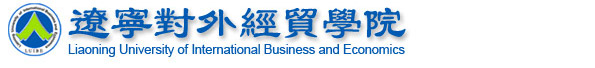 遼寧對外經貿學院
Liaoning University of International Business and Economics